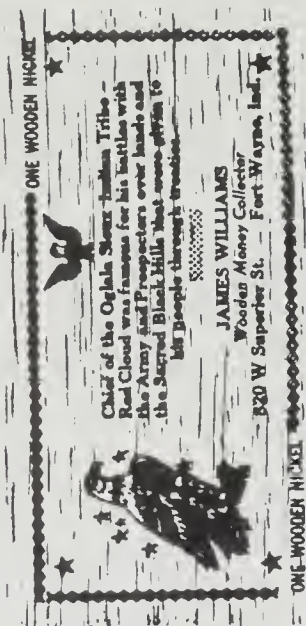 ONE WOODEN NICKEL
Chief of the Oglala Sioux Indian Tribe -
Red Cloud was famous for his battles with
the Army and Prospectors over lands and
the Sacred Black Hills that were given to
his people through treaties.
JAMES WILLIAMS
Wooden Money Collector
820 W Superior St. - Fort Wayne, Ind.
ONE WOODEN NICKEL